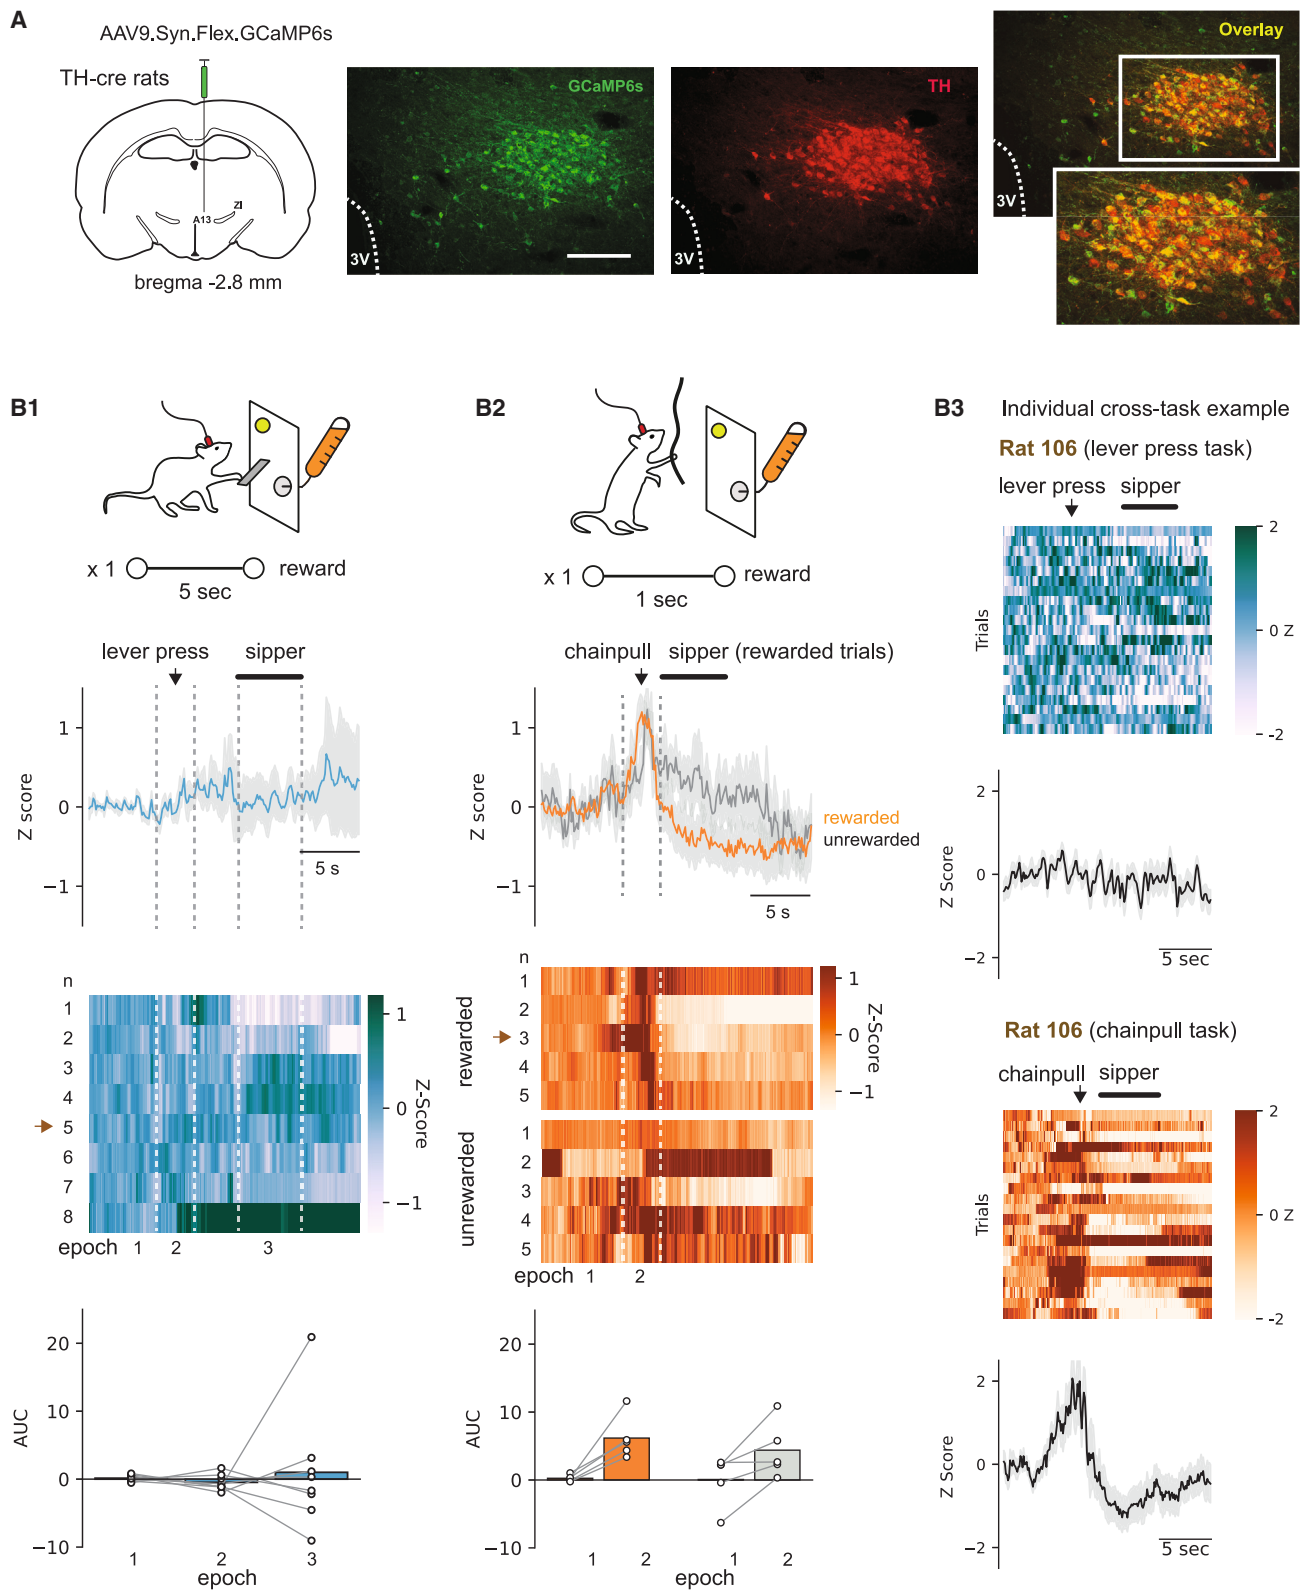 A
AAV9.Syn.Flex.GCaMP6s
TH-cre rats
A13
ZI
bregma -2.8 mm
GCaMP6s
3V
TH
3V
Overlay
3V
B1
x 1
5 sec
reward
lever press
sipper
1
0
−1
Z score
5 s
n
1
2
3
4
5
6
7
8
epoch 1 2 3
1
0
−1
Z-Score
20
10
0
−10
AUC
1 2 3
epoch
B2
x 1
1 sec
reward
chainpull
sipper (rewarded trials)
1
0
−1
Z score
rewarded
unrewarded
5 s
n
rewarded
1
2
3
4
5
unrewarded
1
2
3
4
5
epoch 1 2
1
0
−1
Z-Score
20
10
0
−10
AUC
1 2 1 2
epoch
B3
Individual cross-task example
Rat 106 (lever press task)
lever press
sipper
Trials
2
0 Z
-2
2
0
−2
Z Score
5 sec
Rat 106 (chainpull task)
chainpull
sipper
Trials
2
0 Z
-2
2
0
−2
Z Score
5 sec